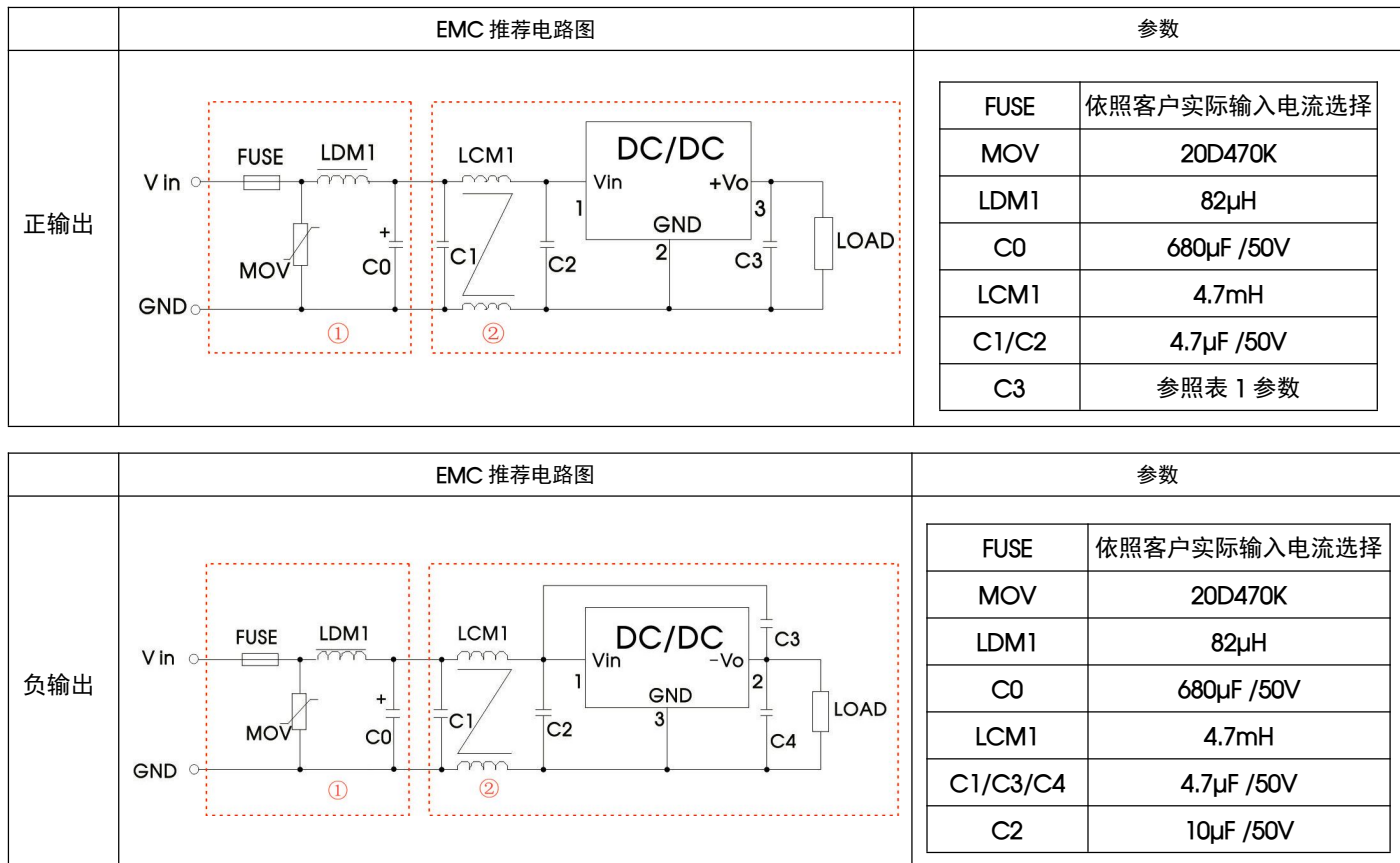 EMC 推荐电路图 参数
正输出
V in
GND
FUSE
LDM1
MOV
+
C0
①
LCM1
C1
C2
②
DC/DC
Vin
+Vo
GND
1
2
3
C3
LOAD
FUSE 依照客户实际输入电流选择
MOV 20D470K
LDM1 82μH
C0 680μF /50V
LCM1 4.7mH
C1/C2 4.7μF /50V
C3 参照表 1 参数
EMC 推荐电路图 参数
负输出
V in
GND
FUSE
LDM1
MOV
+
C0
①
LCM1
C1
C2
②
DC/DC
Vin
-Vo
GND
1
2
3
C3
C4
LOAD
FUSE 依照客户实际输入电流选择
MOV 20D470K
LDM1 82μH
C0 680μF /50V
LCM1 4.7mH
C1/C3/C4 4.7μF /50V
C2 10μF /50V